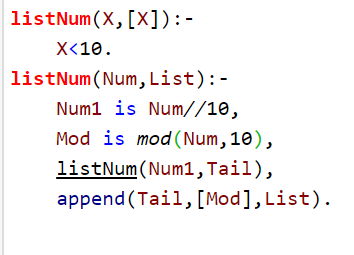 listNum(X,[X]):-
    X<10.
listNum(Num,List):-
    Num1 is Num//10,
    Mod is mod(Num,10),
    listNum(Num1,Tail),
    append(Tail,[Mod],List).